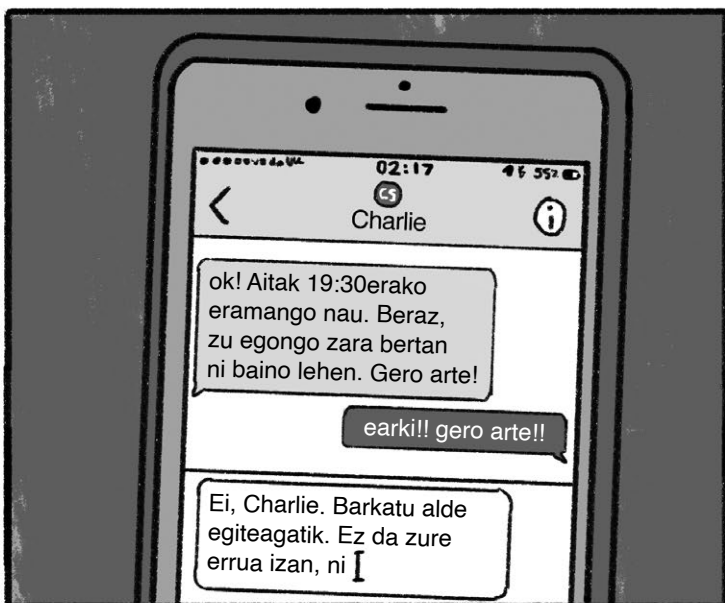 02:17
55%
CS
Charlie
ok! Aitak 19:30erako
eramango nau. Beraz,
zu egongo zara bertan
ni baino lehen. Gero arte!
earki!! gero arte!!
Ei, Charlie. Barkatu alde
egiteagatik. Ez da zure
errua izan, ni